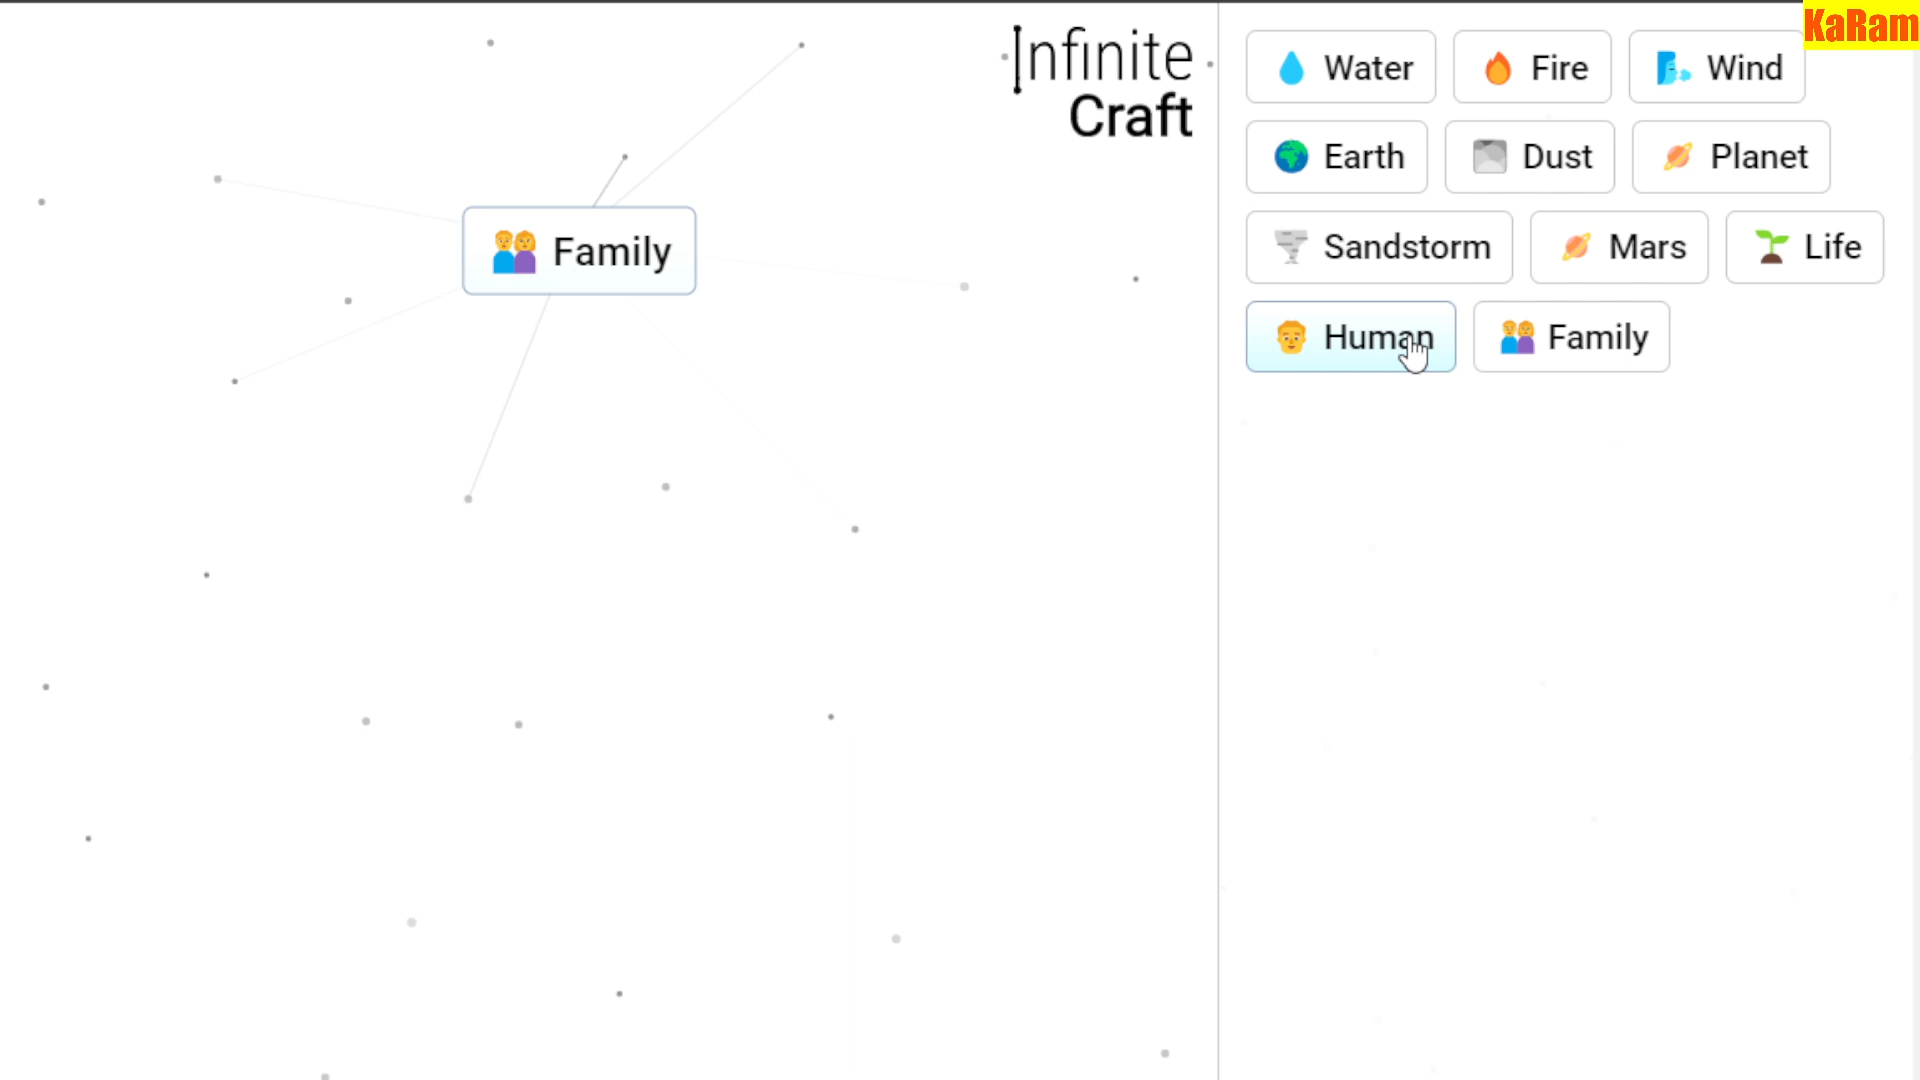 Infinite
Craft
KaRam
Water
Fire
Wind
Earth
Dust
Planet
Sandstorm
Mars
Life
Human
Family
Family